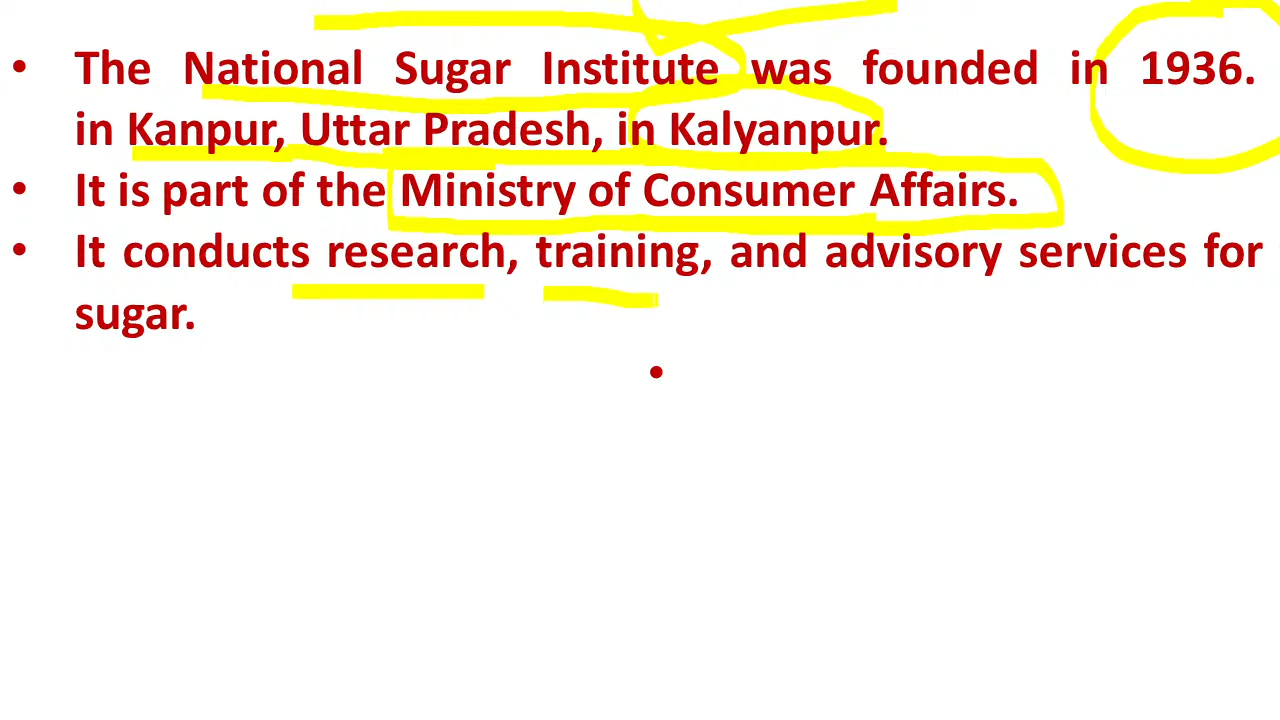 • The National Sugar Institute was founded in 1936.
in Kanpur, Uttar Pradesh, in Kalyanpur.
• It is part of the Ministry of Consumer Affairs.
• It conducts research, training, and advisory services for
sugar.
•